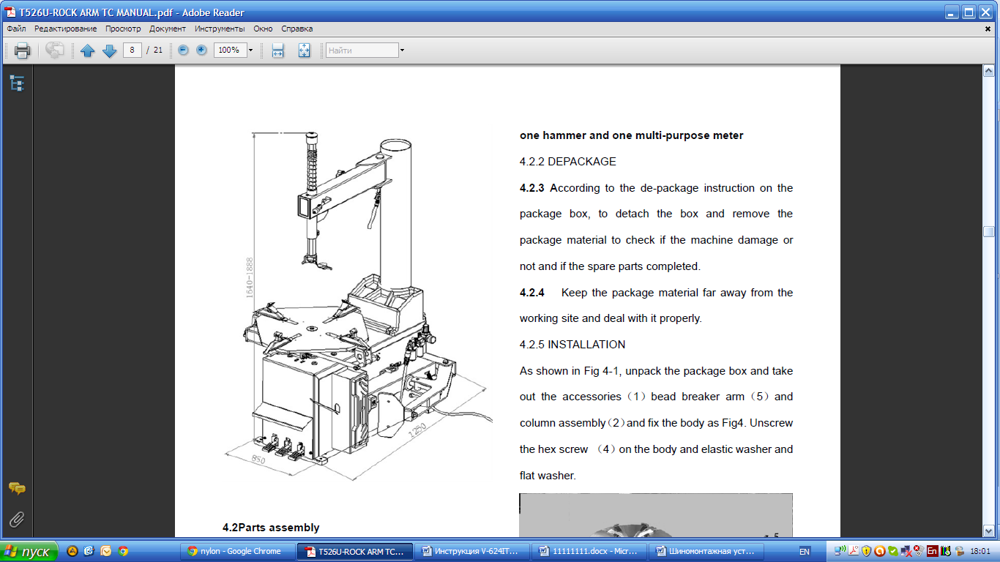 T526U-ROCK ARM TC MANUAL.pdf - Adobe Reader
Файл Редактирование Просмотр Документ Инструменты Окно Справка
8 / 21 100% Найти
one hammer and one multi-purpose meter
4.2.2 DEPACKAGE
4.2.3 According to the de-package instruction on the
package box, to detach the box and remove the
package material to check if the machine damage or
not and if the spare parts completed.
4.2.4 Keep the package material far away from the
working site and deal with it properly.
4.2.5 INSTALLATION
As shown in Fig 4-1, unpack the package box and take
out the accessories（1）bead breaker arm（5）and
column assembly（2）and fix the body as Fig4. Unscrew
the hex screw （4）on the body and elastic washer and
flat washer.
1640-1888
850
1250
4.2Parts assembly
5
пуск
nylon - Google Chrome
T526U-ROCK ARM TC...
Инструкция V-624IT...
11111111.docx - Micr...
Шиномонтажная уст...
EN
En
18:01